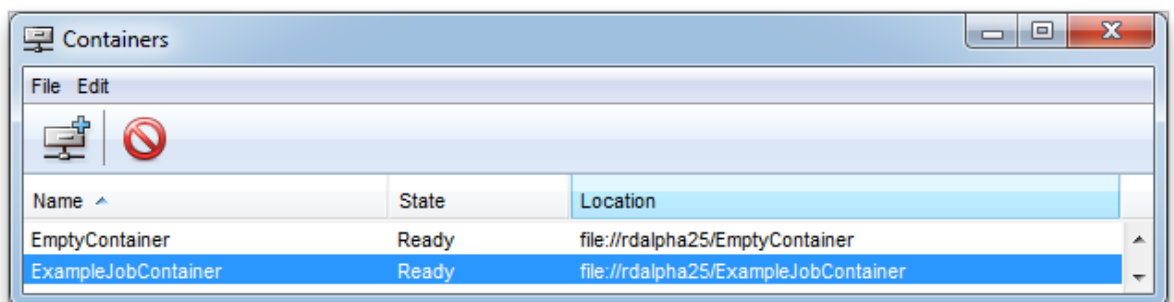 Containers
File Edit
Name State Location
EmptyContainer Ready file://rdalpha25/EmptyContainer
ExampleJobContainer Ready file://rdalpha25/ExampleJobContainer